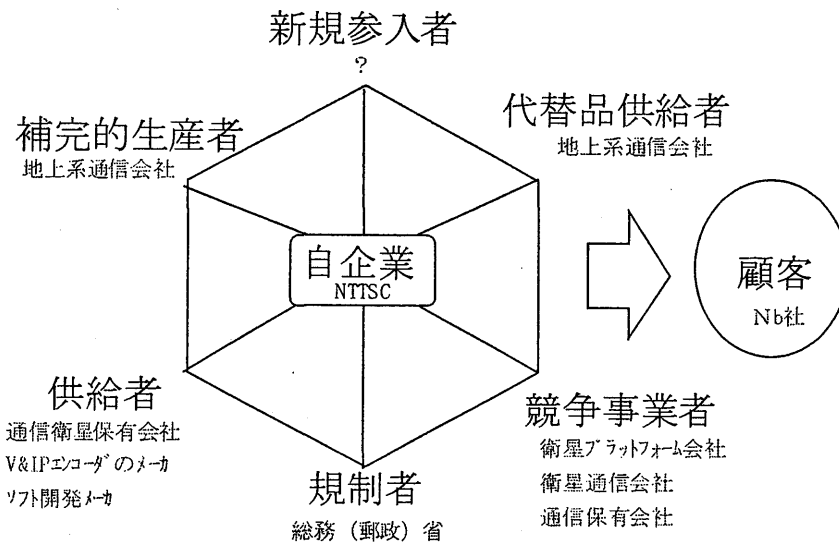 新規参入者
?
補完的生産者
地上系通信会社
代替品供給者
地上系通信会社
自企業
NTTSC
顧客
Nb社
供給者
通信衛星保有会社
V&IPエンコーダのメーカ
ソフト開発メーカ
競争事業者
衛星プラットフォーム会社
衛星通信会社
通信保有会社
規制者
総務（郵政）省